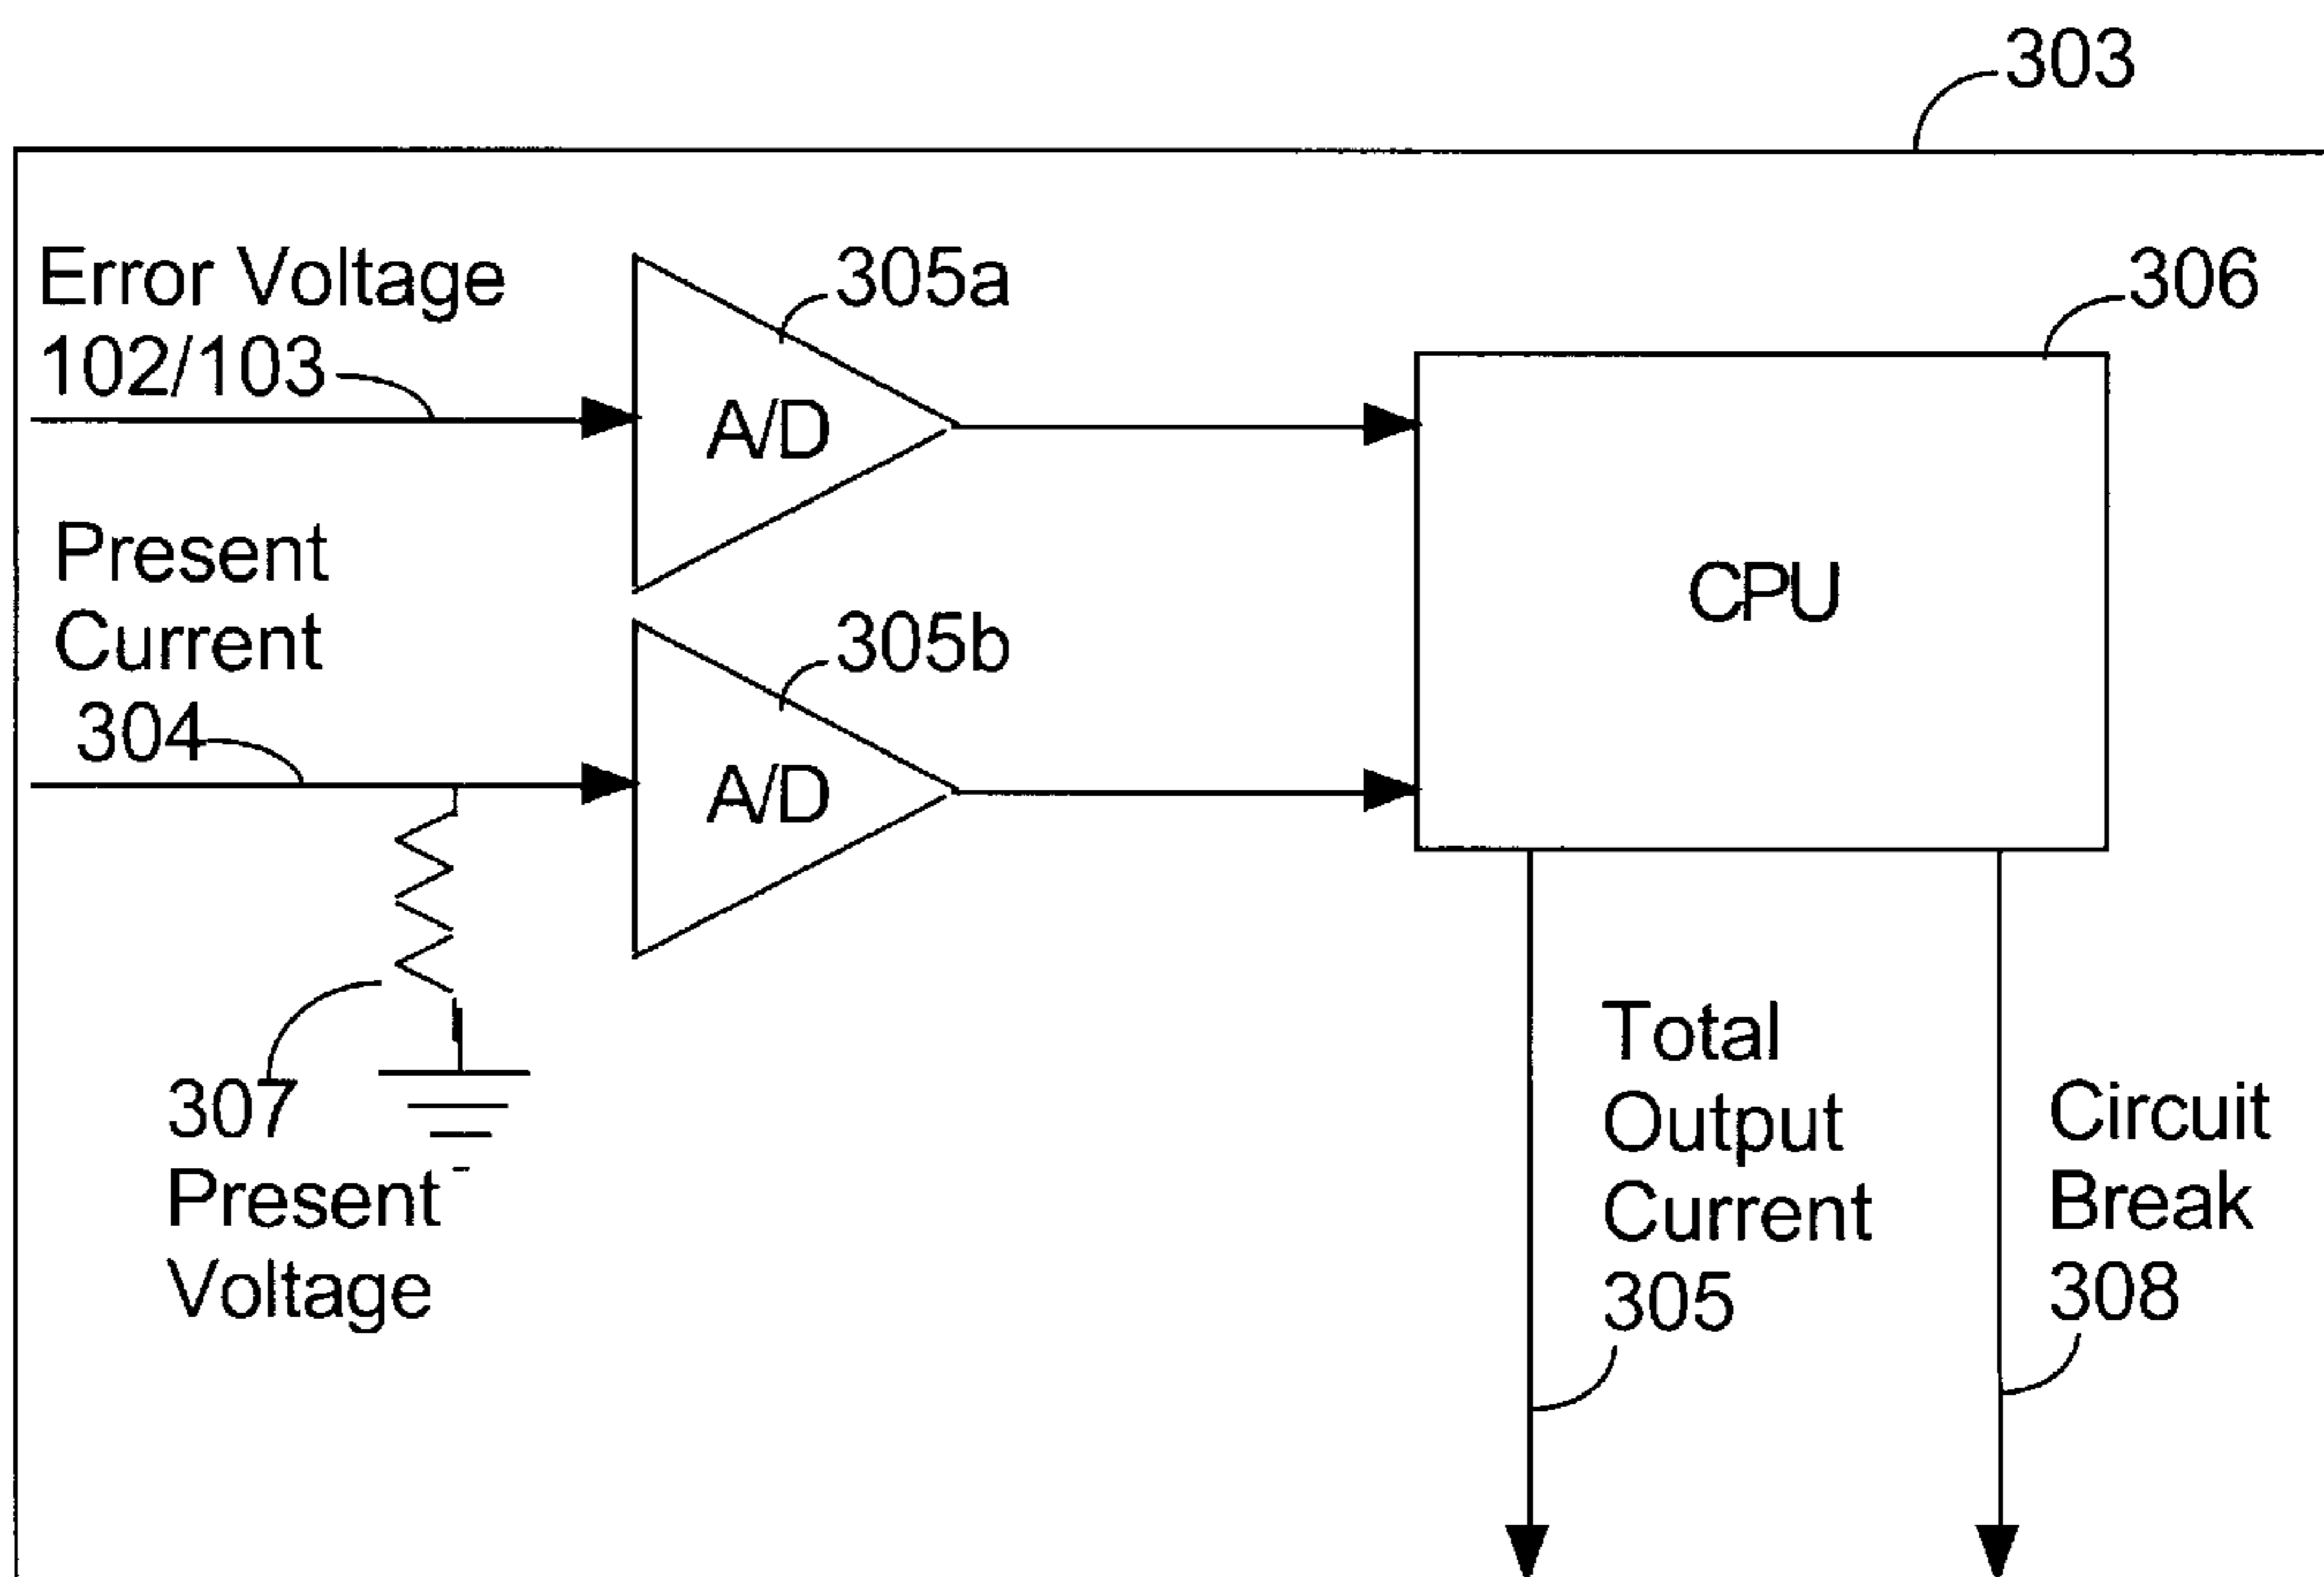 303
Error Voltage
102/103
305a
A/D
306
CPU
Present
Current
304
305b
A/D
307
Present
Voltage
Total
Output
Current
305
Circuit
Break
308